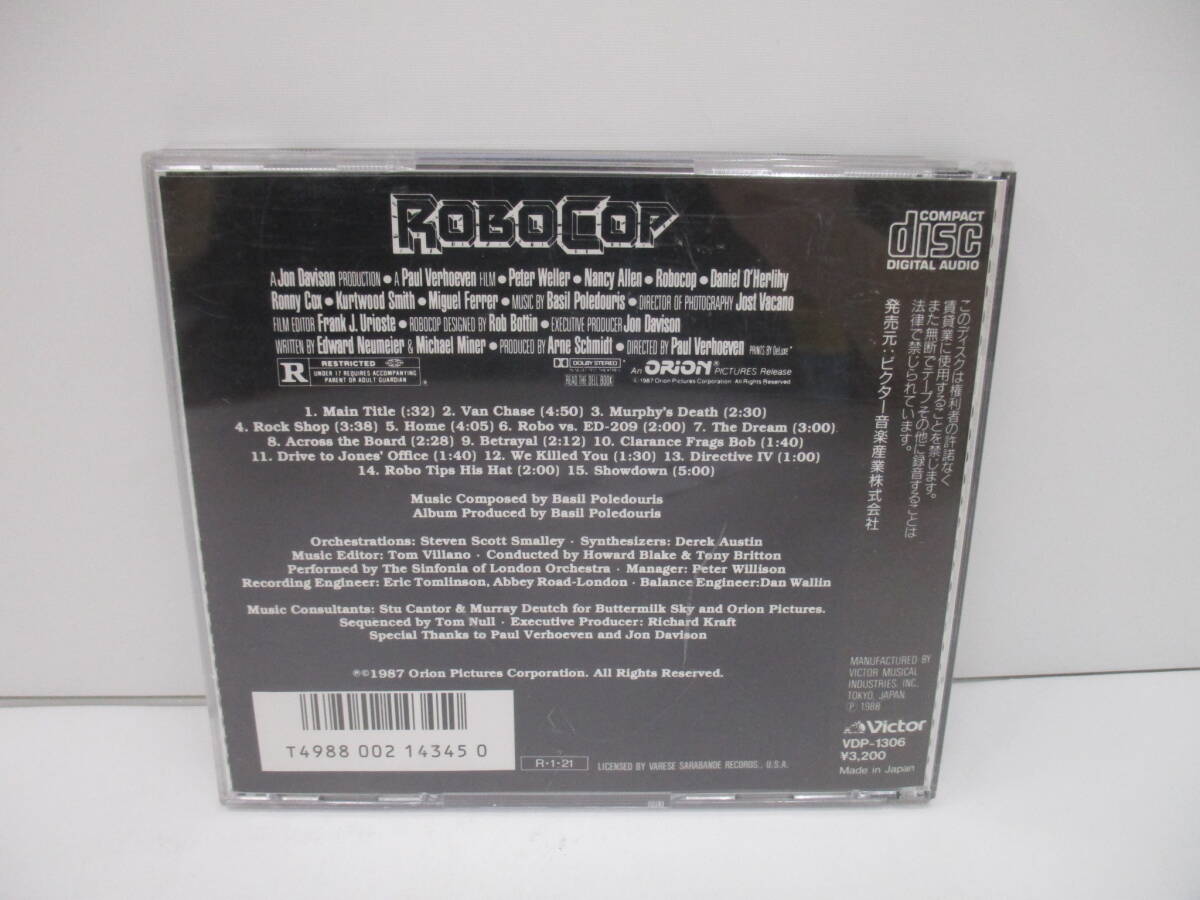 ROBOCOP
A Jon Davison PRODUCTION • A Paul Verhoeven FILM • Peter Weller • Nancy Allen • Robocop • Daniel O'Herlihy
Ronny Cox • Kurtwood Smith • Miguel Ferrer • MUSIC BY Basil Poledouris • DIRECTOR OF PHOTOGRAPHY Jost Vacano
FILM EDITOR Frank J. Urioste • ROBOCOP DESIGNED BY Rob Bottin • EXECUTIVE PRODUCER Jon Davison
WRITTEN BY Edward Neumeier & Michael Miner • PRODUCED BY Arne Schmidt • DIRECTED BY Paul Verhoeven PRINTS BY DeLuxe
R RESTRICTED
UNDER 17 REQUIRES ACCOMPANYING
PARENT OR ADULT GUARDIAN
DOLBY STEREO
READ THE DELL BOOK
An ORION® PICTURES Release
©1987 Orion Pictures Corporation. All Rights Reserved
1. Main Title (:32) 2. Van Chase (4:50) 3. Murphy's Death (2:30)
4. Rock Shop (3:38) 5. Home (4:05) 6. Robo vs. ED-209 (2:00) 7. The Dream (3:00)
8. Across the Board (2:28) 9. Betrayal (2:12) 10. Clarance Frags Bob (1:40)
11. Drive to Jones' Office (1:40) 12. We Killed You (1:30) 13. Directive IV (1:00)
14. Robo Tips His Hat (2:00) 15. Showdown (5:00)
Music Composed by Basil Poledouris
Album Produced by Basil Poledouris
Orchestrations: Steven Scott Smalley · Synthesizers: Derek Austin
Music Editor: Tom Villano · Conducted by Howard Blake & Tony Britton
Performed by The Sinfonia of London Orchestra · Manager: Peter Willison
Recording Engineer: Eric Tomlinson, Abbey Road-London · Balance Engineer:Dan Wallin
Music Consultants: Stu Cantor & Murray Deutch for Buttermilk Sky and Orion Pictures.
Sequenced by Tom Null · Executive Producer: Richard Kraft
Special Thanks to Paul Verhoeven and Jon Davison
℗©1987 Orion Pictures Corporation. All Rights Reserved.
T4988 002 14345 0
R・1・21
LICENSED BY VARESE SARABANDE RECORDS., U.S.A.
COMPACT
disc
DIGITAL AUDIO
このディスクは権利者の許諾なく
賃貸業に使用することを禁じます。
また無断でテープその他に録音することは
法律で禁じられています。
発売元:ビクター音楽産業株式会社
MANUFACTURED BY
VICTOR MUSICAL
INDUSTRIES, INC.
TOKYO, JAPAN
℗ 1988
Victor
VDP-1306
¥3,200
Made in Japan